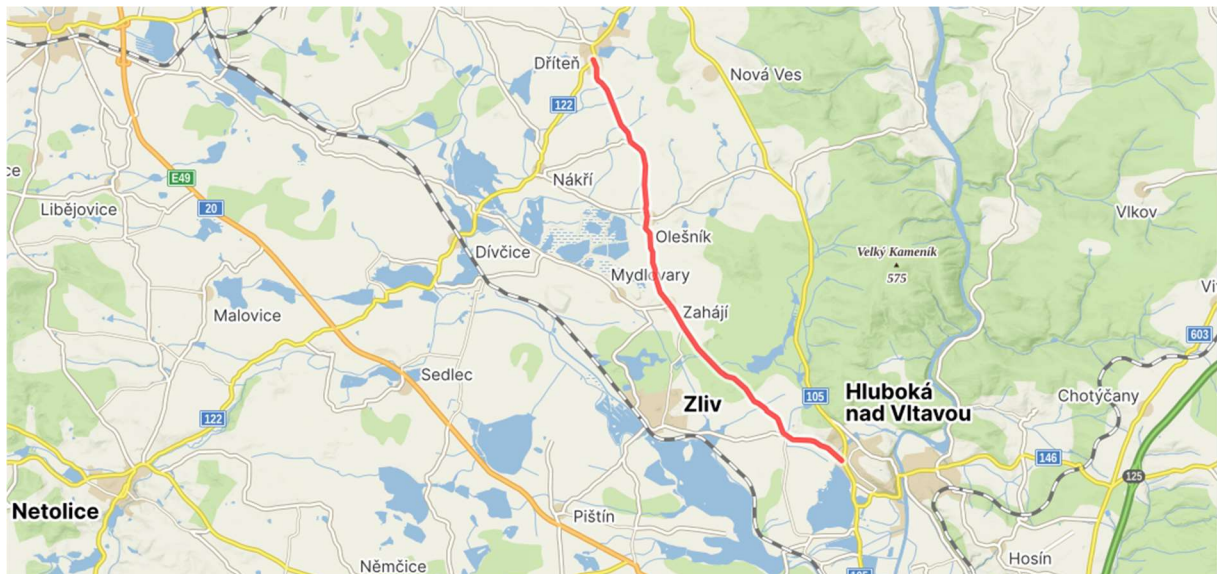 Dříteň
Nová Ves
122
E49
Nákří
ce
Libějovice
20
Vlkov
Olešník
Dívčice
Velký Kameník
575
Mydlovary
Malovice
Zahájí
603
Sedlec
105
Hluboká
nad Vltavou
Chotýčany
Zliv
122
146
125
Netolice
Pištín
Hosín
Němčice